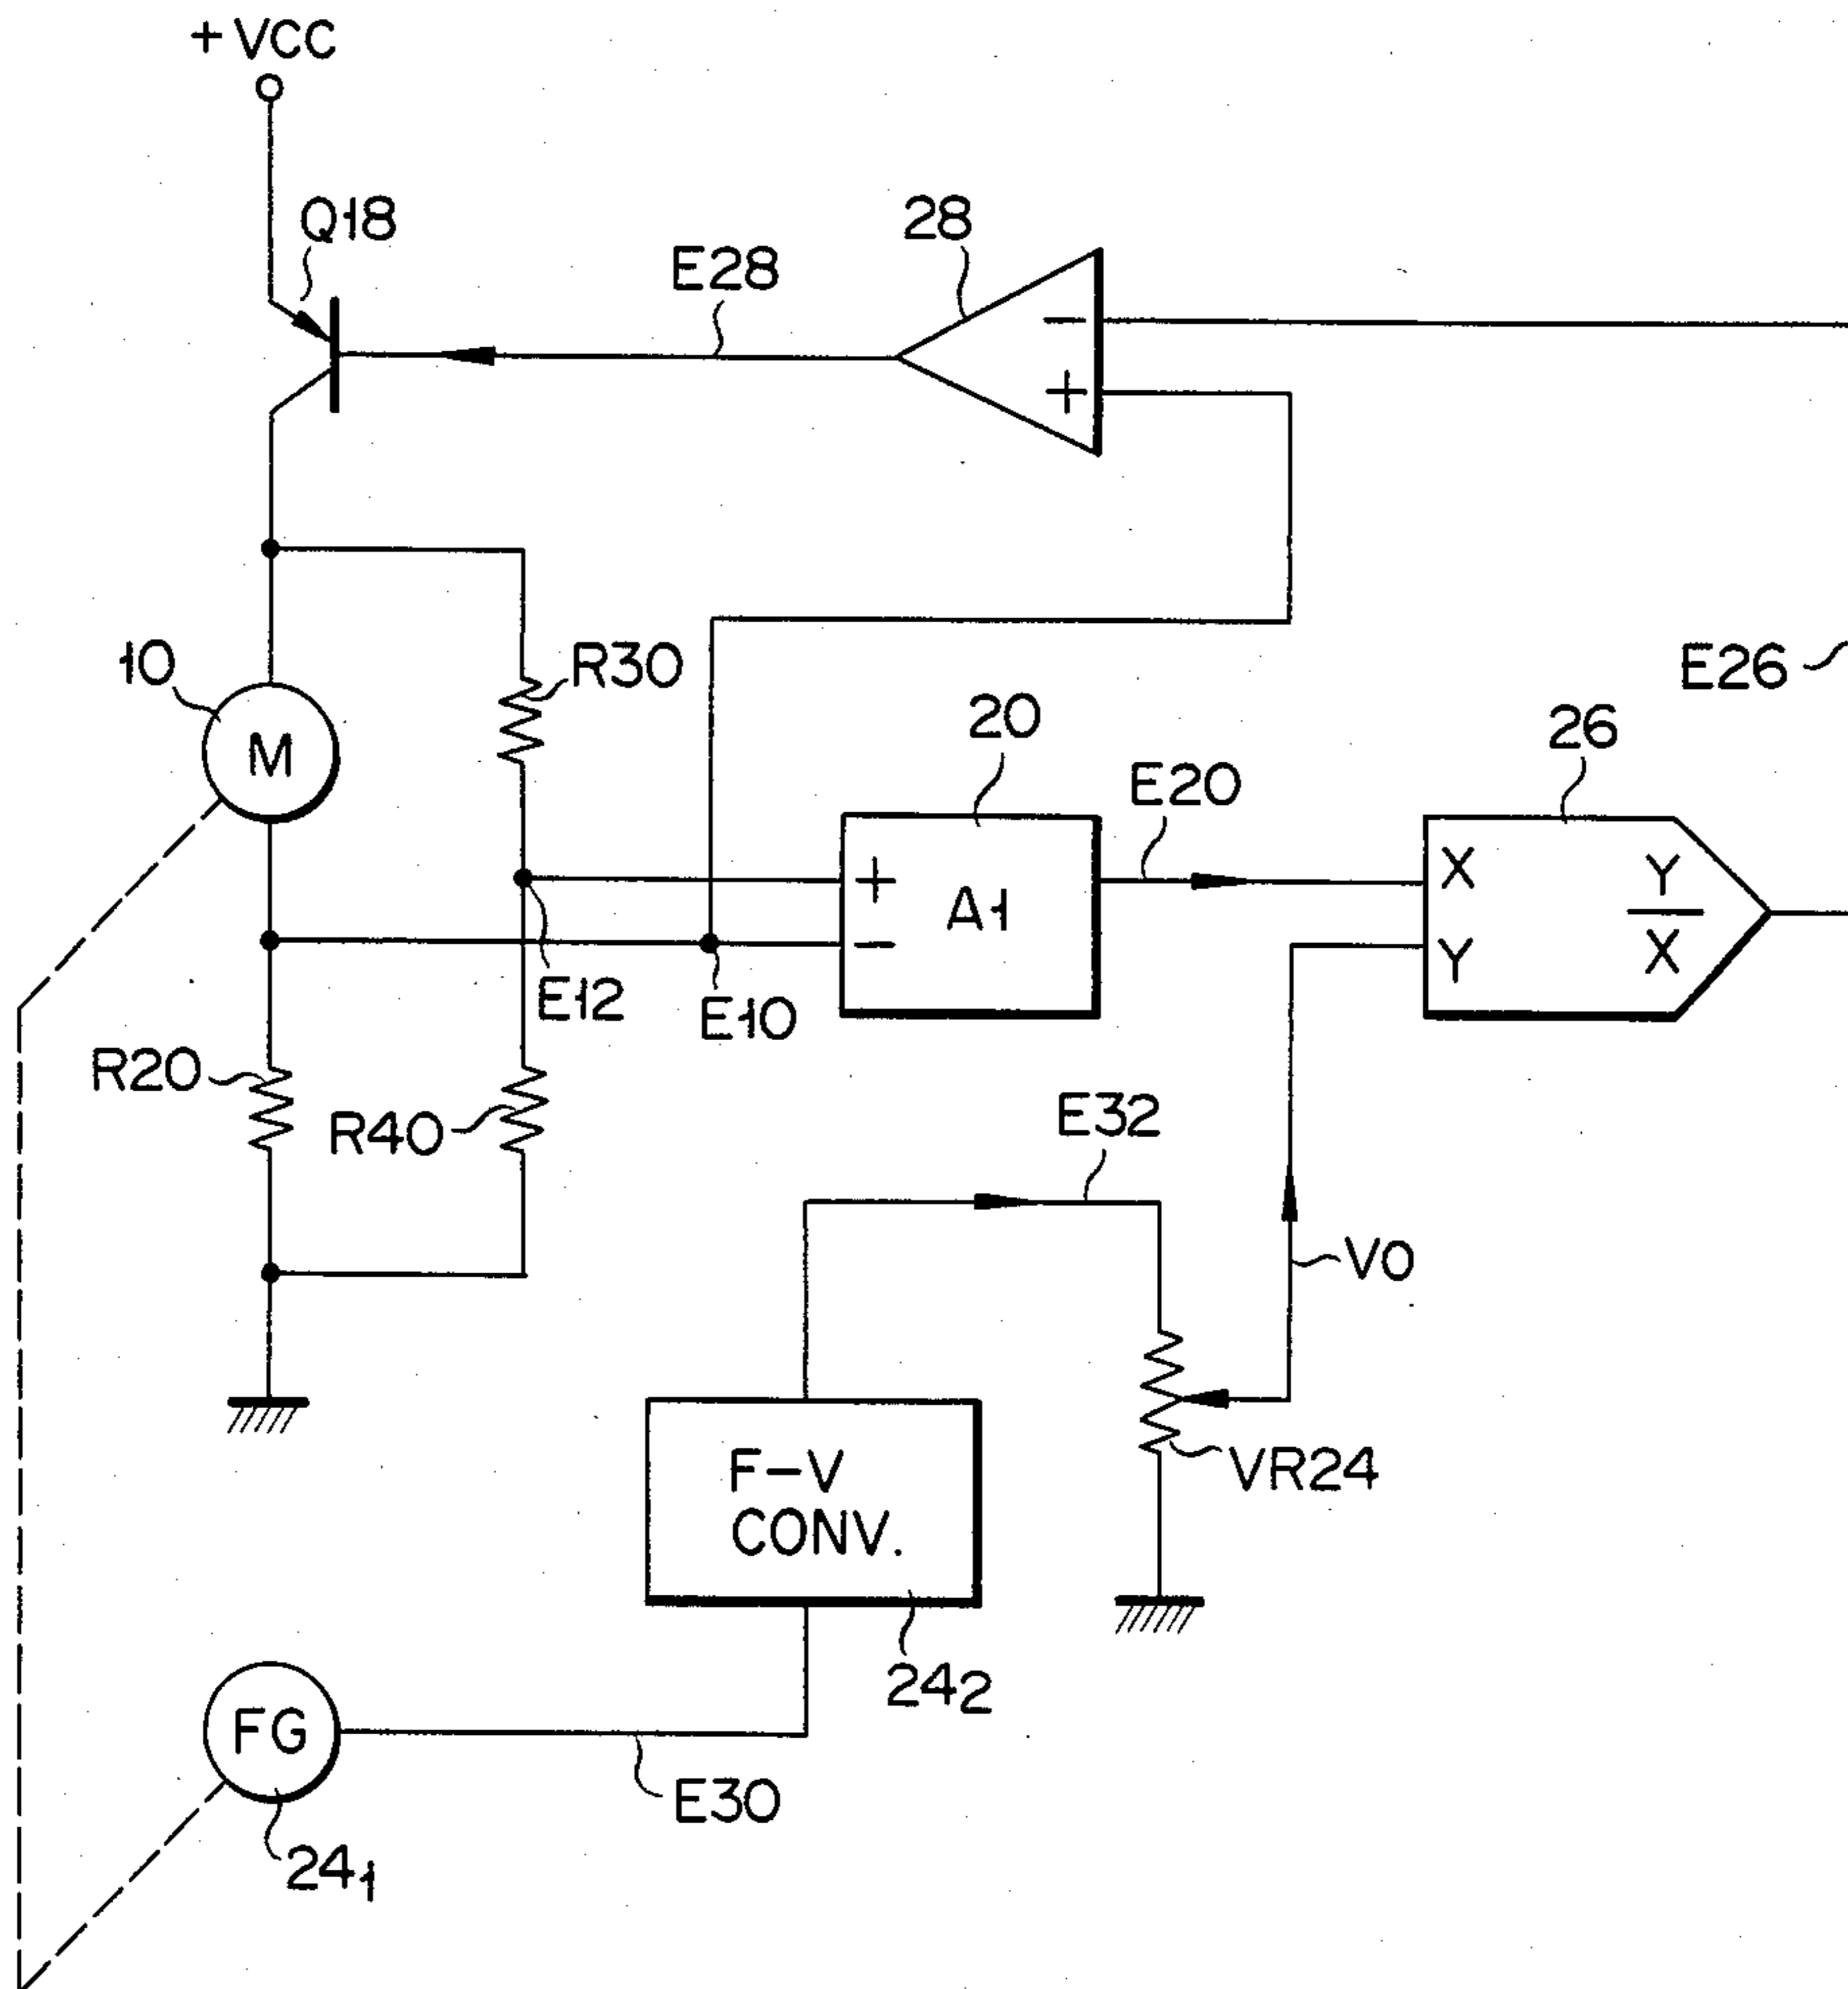 +VCC
Q18
28
E28
−
+
10
R30
E26
M
20
26
E20
+
−
A1
X
Y
Y
X
E12
E10
R20
R40
E32
VO
F-V
CONV.
VR24
242
FG
E30
241